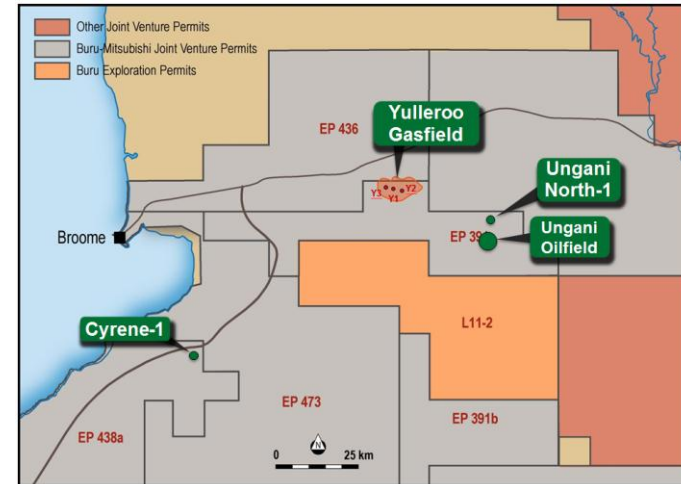 Other Joint Venture Permits
Buru-Mitsubishi Joint Venture Permits
Buru Exploration Permits
EP 436
Yulleroo
Gasfield
Y3
Y2
Y1
Ungani
North-1
Broome
Ungani
Oilfield
Cyrene-1
L11-2
EP 473
EP 391b
EP 438a
N
0
25 km